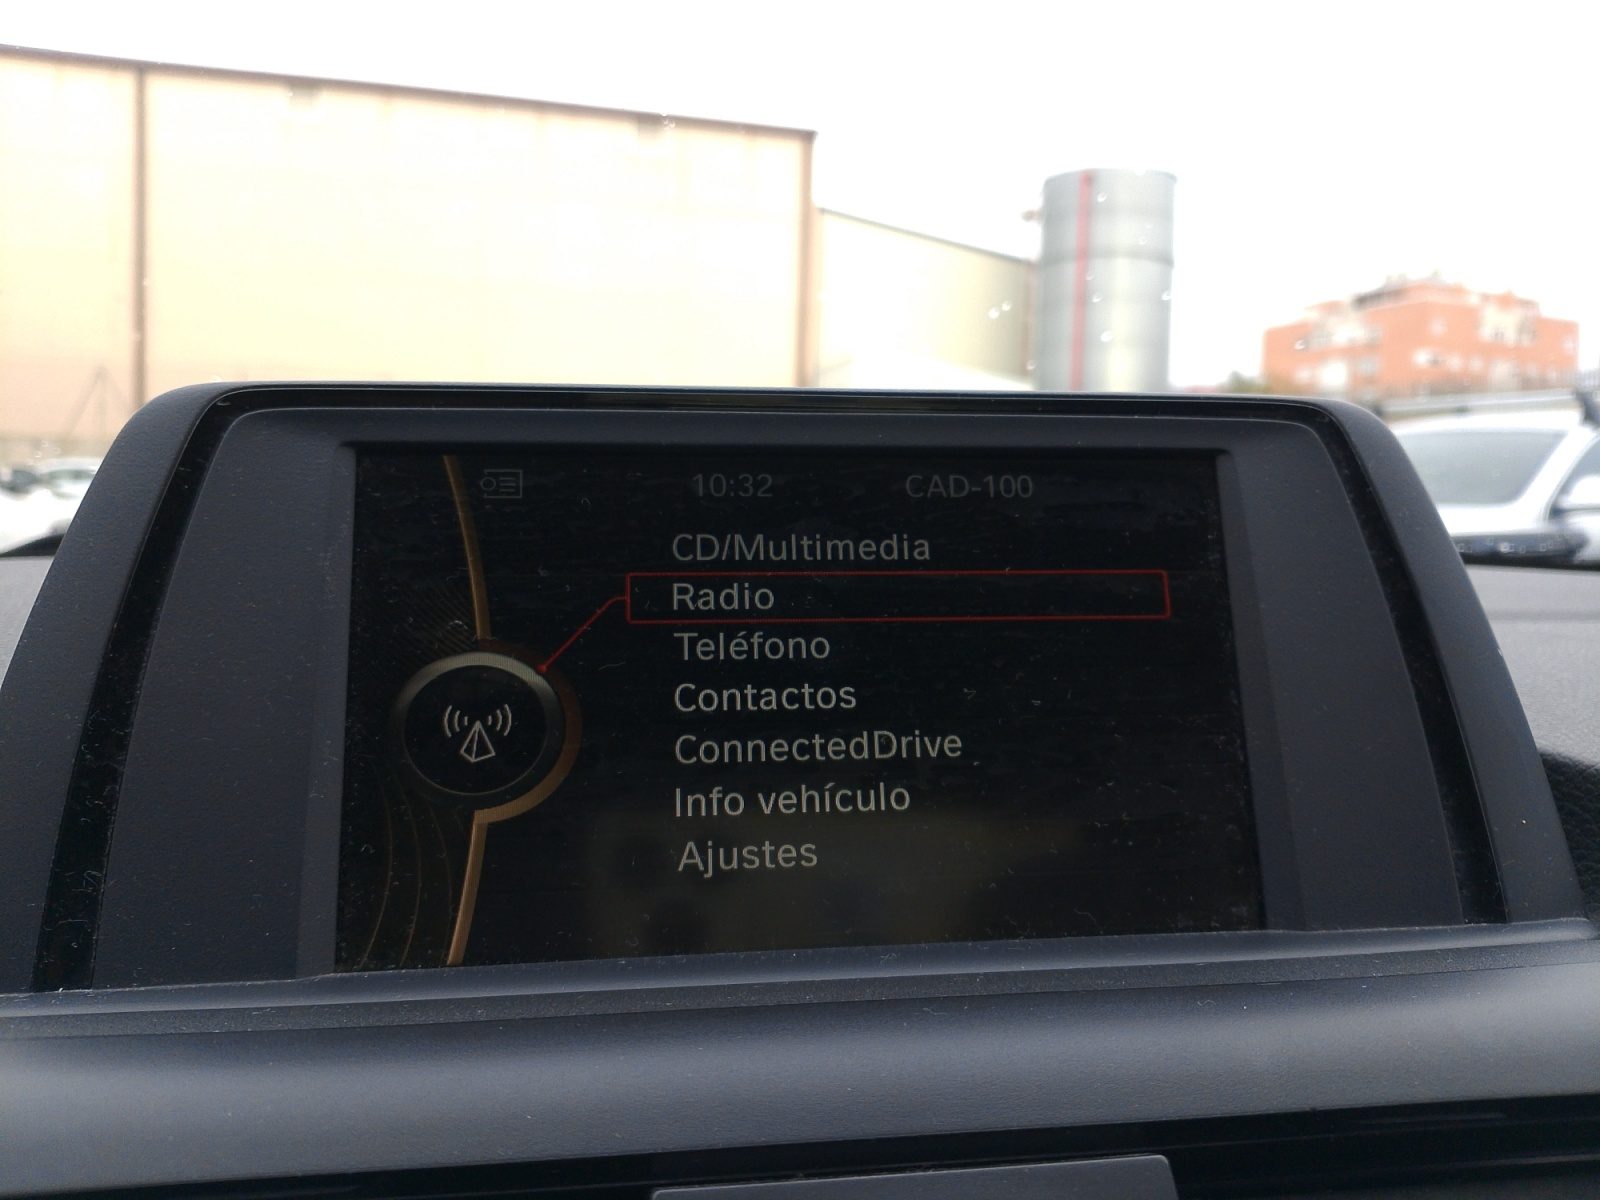 10:32 CAD-100
CD/Multimedia
Radio
Teléfono
Contactos
ConnectedDrive
Info vehículo
Ajustes